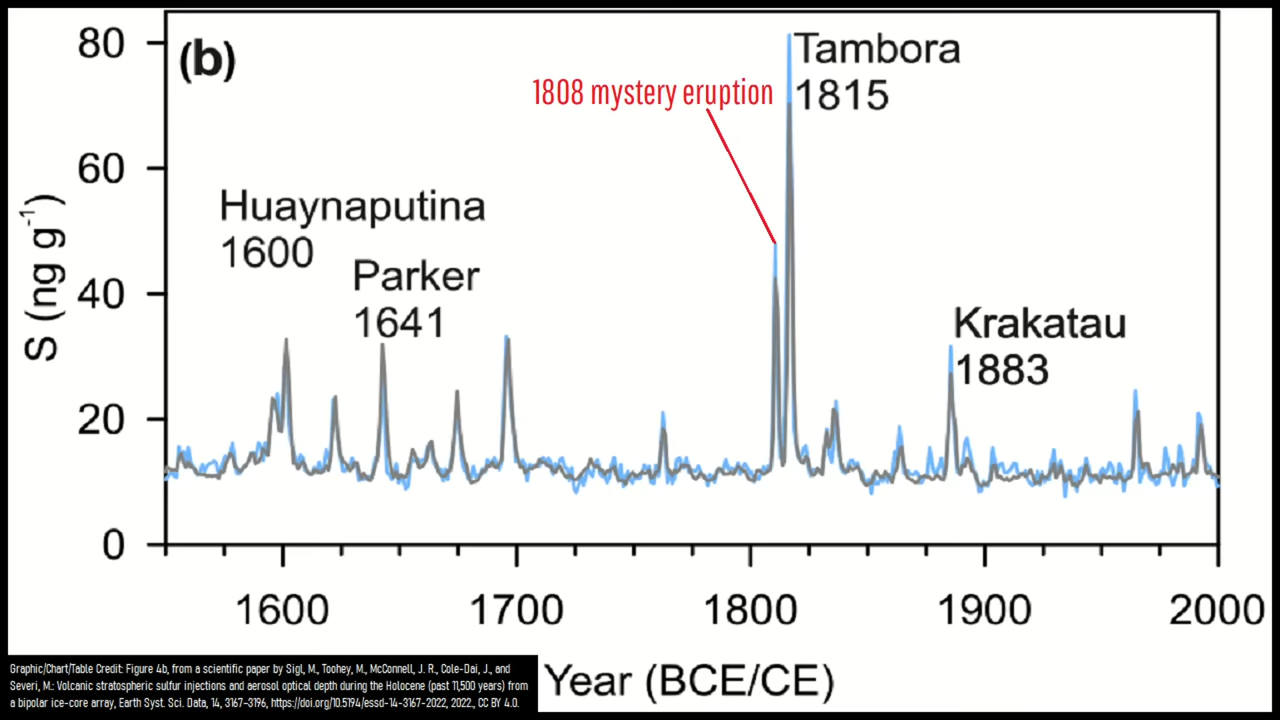 (b)
80
60
40
20
0
S (ng g⁻¹)
Huaynaputina
1600
Parker
1641
1808 mystery eruption
Tambora
1815
Krakatau
1883
1600
1700
1800
1900
2000
Year (BCE/CE)
Graphic/Chart/Table Credit: Figure 4b, from a scientific paper by Sigl, M., Toohey, M., McConnell, J. R., Cole-Dai, J., and
Severi, M.: Volcanic stratospheric sulfur injections and aerosol optical depth during the Holocene (past 11,500 years) from
a bipolar ice-core array, Earth Syst. Sci. Data, 14, 3167–3196, https://doi.org/10.5194/essd-14-3167-2022, 2022., CC BY 4.0.